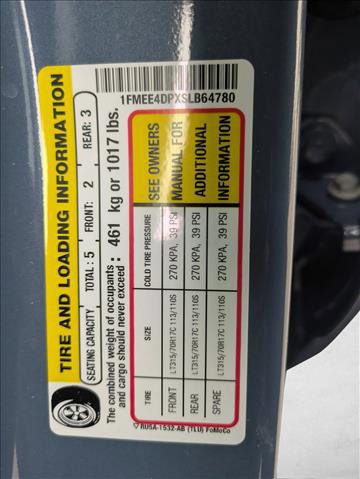 1FMEE4DPXSLB64780
TIRE AND LOADING INFORMATION
SEATING CAPACITY TOTAL : 5 FRONT: 2 REAR: 3
The combined weight of occupants
and cargo should never exceed : 461 kg or 1017 lbs.
TIRE SIZE COLD TIRE PRESSURE
FRONT LT315/70R17C 113/110S 270 KPA, 39 PSI
REAR LT315/70R17C 113/110S 270 KPA, 39 PSI
SPARE LT315/70R17C 113/110S 270 KPA, 39 PSI
SEE OWNERS
MANUAL FOR
ADDITIONAL
INFORMATION
RU5A-1532-AB (YLU) FoMoCo